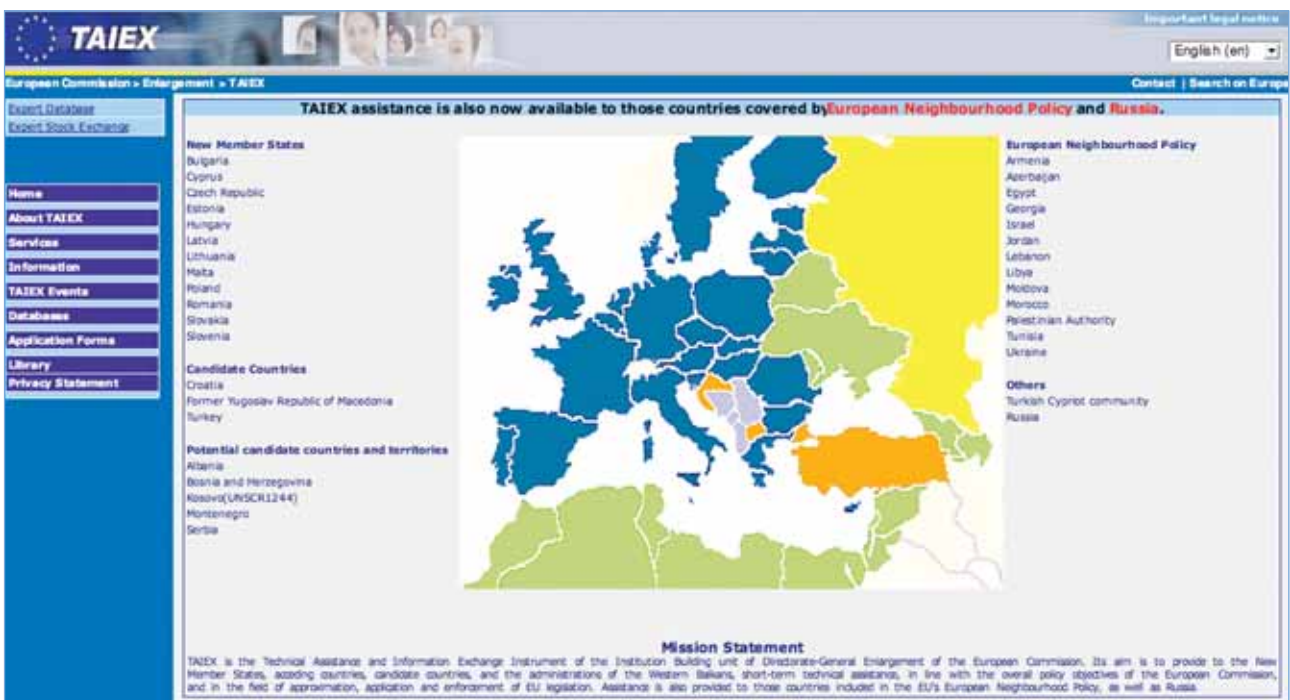 TAIEX
Important legal notice
English (en)
European Commission > Enlargement > TAIEX
Contact | Search on Europa
Expert Database
Expert Stock Exchange
Home
About TAIEX
Services
Information
TAIEX Events
Databases
Application Forms
Library
Privacy Statement
TAIEX assistance is also now available to those countries covered by European Neighbourhood Policy and Russia.
New Member States
Bulgaria
Cyprus
Czech Republic
Estonia
Hungary
Latvia
Lithuania
Malta
Poland
Romania
Slovakia
Slovenia
Candidate Countries
Croatia
Former Yugoslav Republic of Macedonia
Turkey
Potential candidate countries and territories
Albania
Bosnia and Herzegovina
Kosovo(UNSCR1244)
Montenegro
Serbia
European Neighbourhood Policy
Armenia
Azerbaijan
Egypt
Georgia
Israel
Jordan
Lebanon
Libya
Moldova
Morocco
Palestinian Authority
Tunisia
Ukraine
Others
Turkish Cypriot community
Russia
Mission Statement
TAIEX is the Technical Assistance and Information Exchange Instrument of the Institution Building unit of Directorate-General Enlargement of the European Commission. Its aim is to provide to the New
Member States, acceding countries, candidate countries, and the administrations of the Western Balkans, short-term technical assistance, in line with the overall policy objectives of the European Commission,
and in the field of approximation, application and enforcement of EU legislation. Assistance is also provided to those countries included in the EU's European Neighbourhood Policy, as well as Russia.